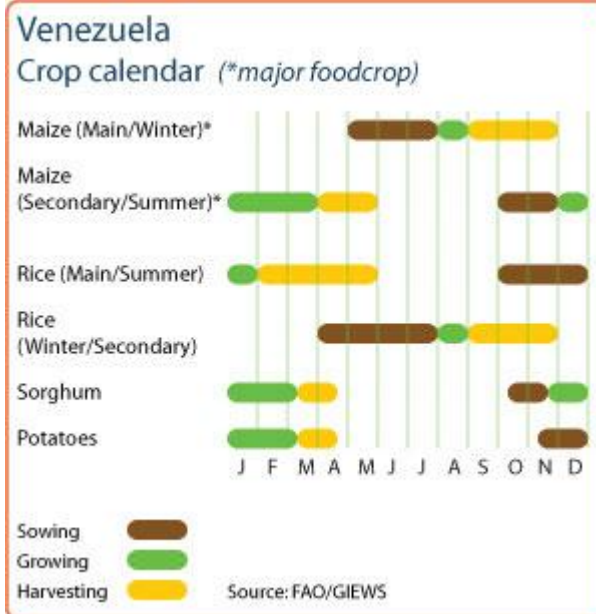 Venezuela
Crop calendar (*major foodcrop)
Maize (Main/Winter)*
Maize
(Secondary/Summer)*
Rice (Main/Summer)
Rice
(Winter/Secondary)
Sorghum
Potatoes
J F M A M J J A S O N D
Sowing
Growing
Harvesting
Source: FAO/GIEWS